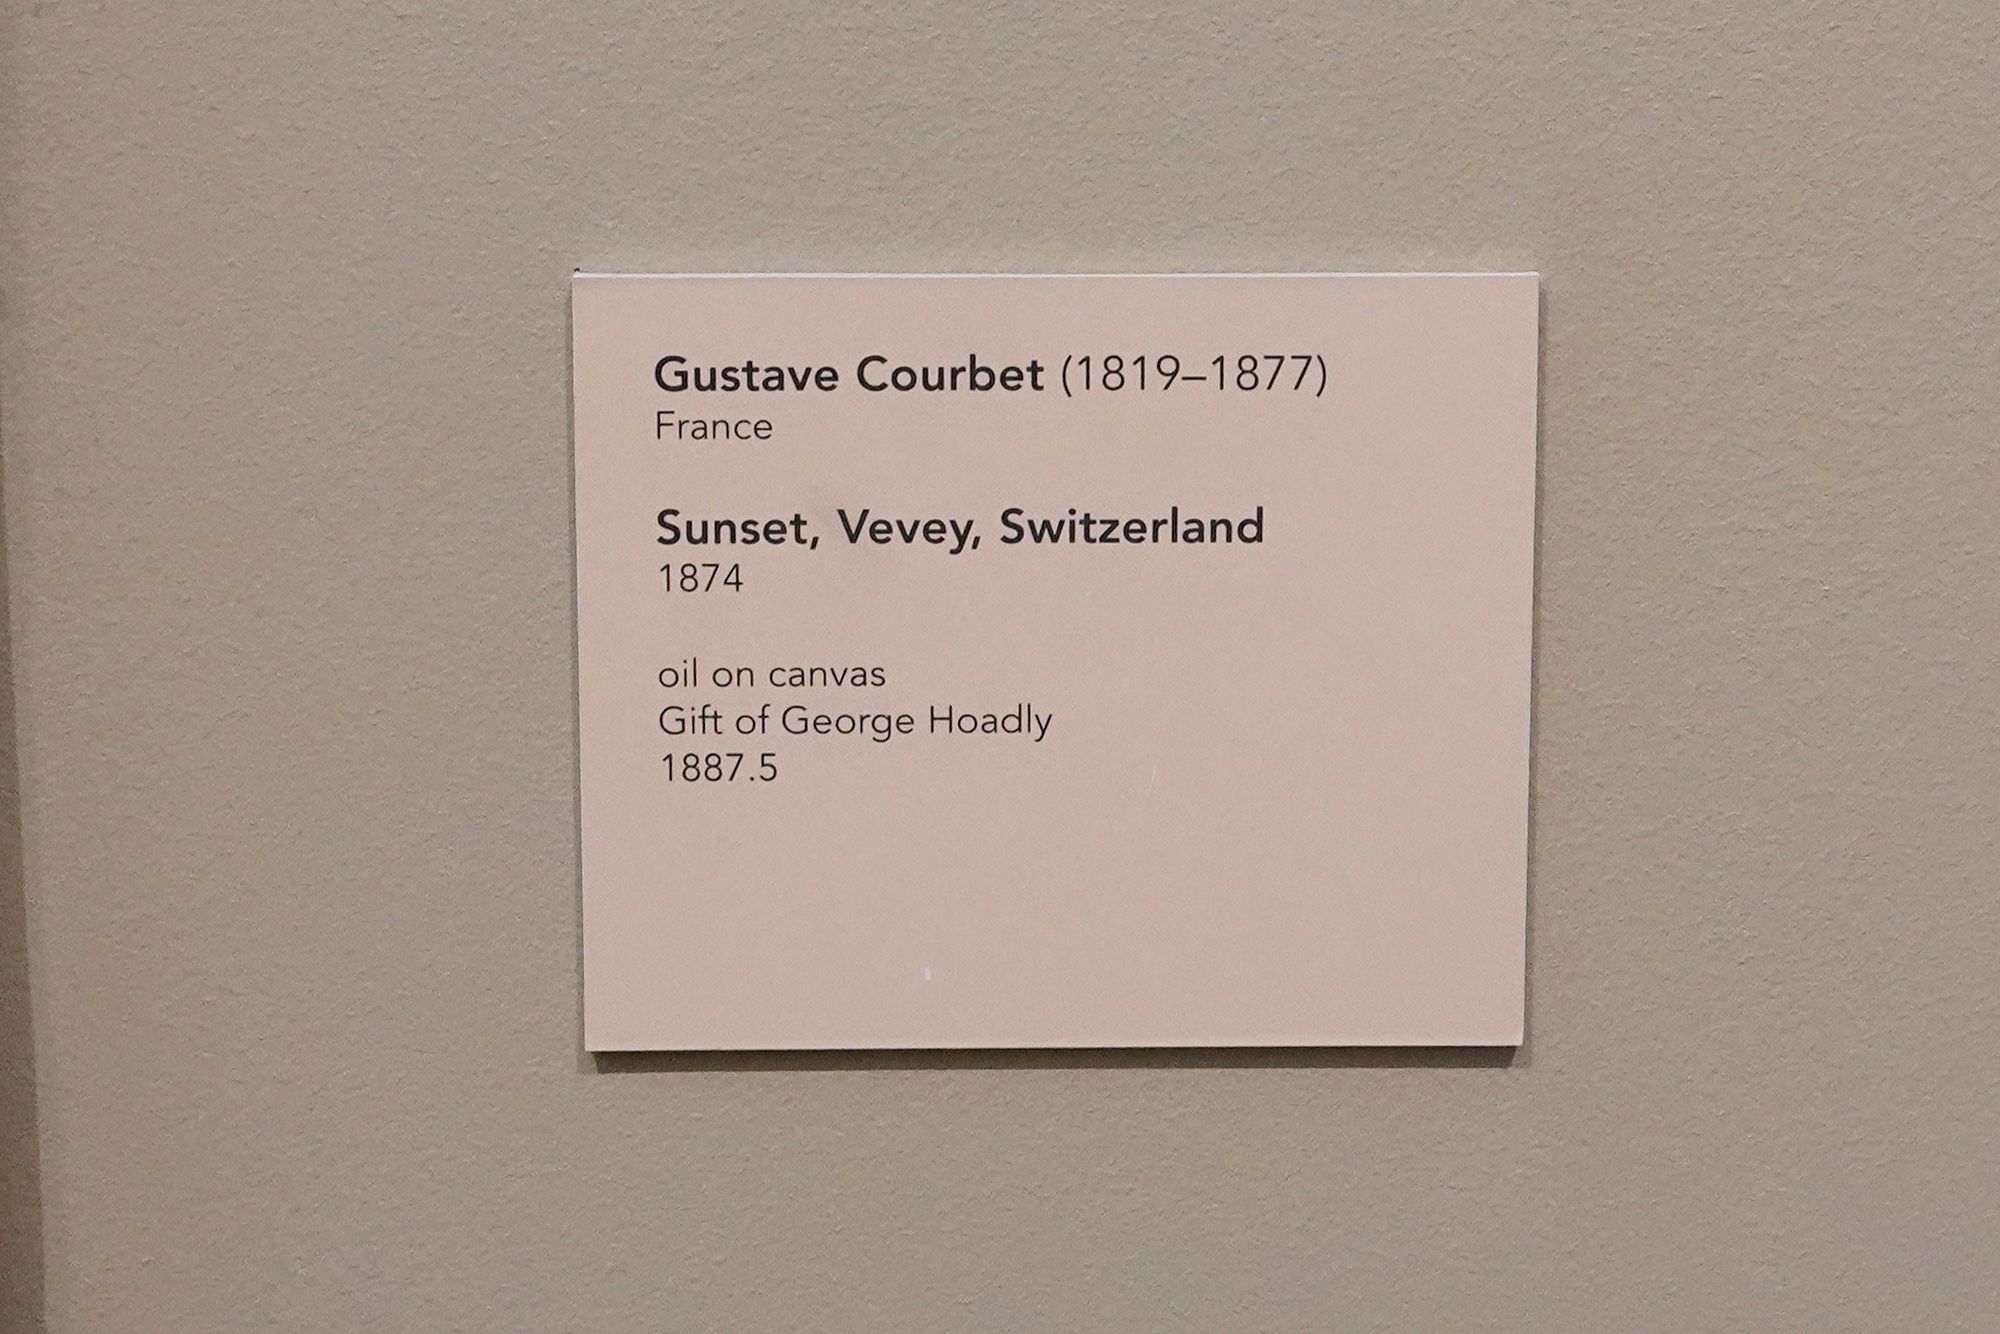 Gustave Courbet (1819–1877)
France
Sunset, Vevey, Switzerland
1874
oil on canvas
Gift of George Hoadly
1887.5